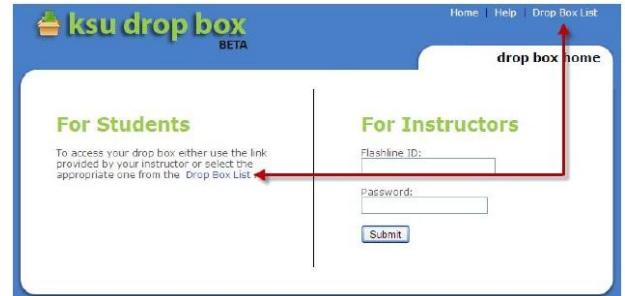 ksu drop box
BETA
Home | Help | Drop Box List
drop box home
For Students
To access your drop box either use the link
provided by your instructor or select the
appropriate one from the Drop Box List .
For Instructors
Flashline ID:
Password:
Submit